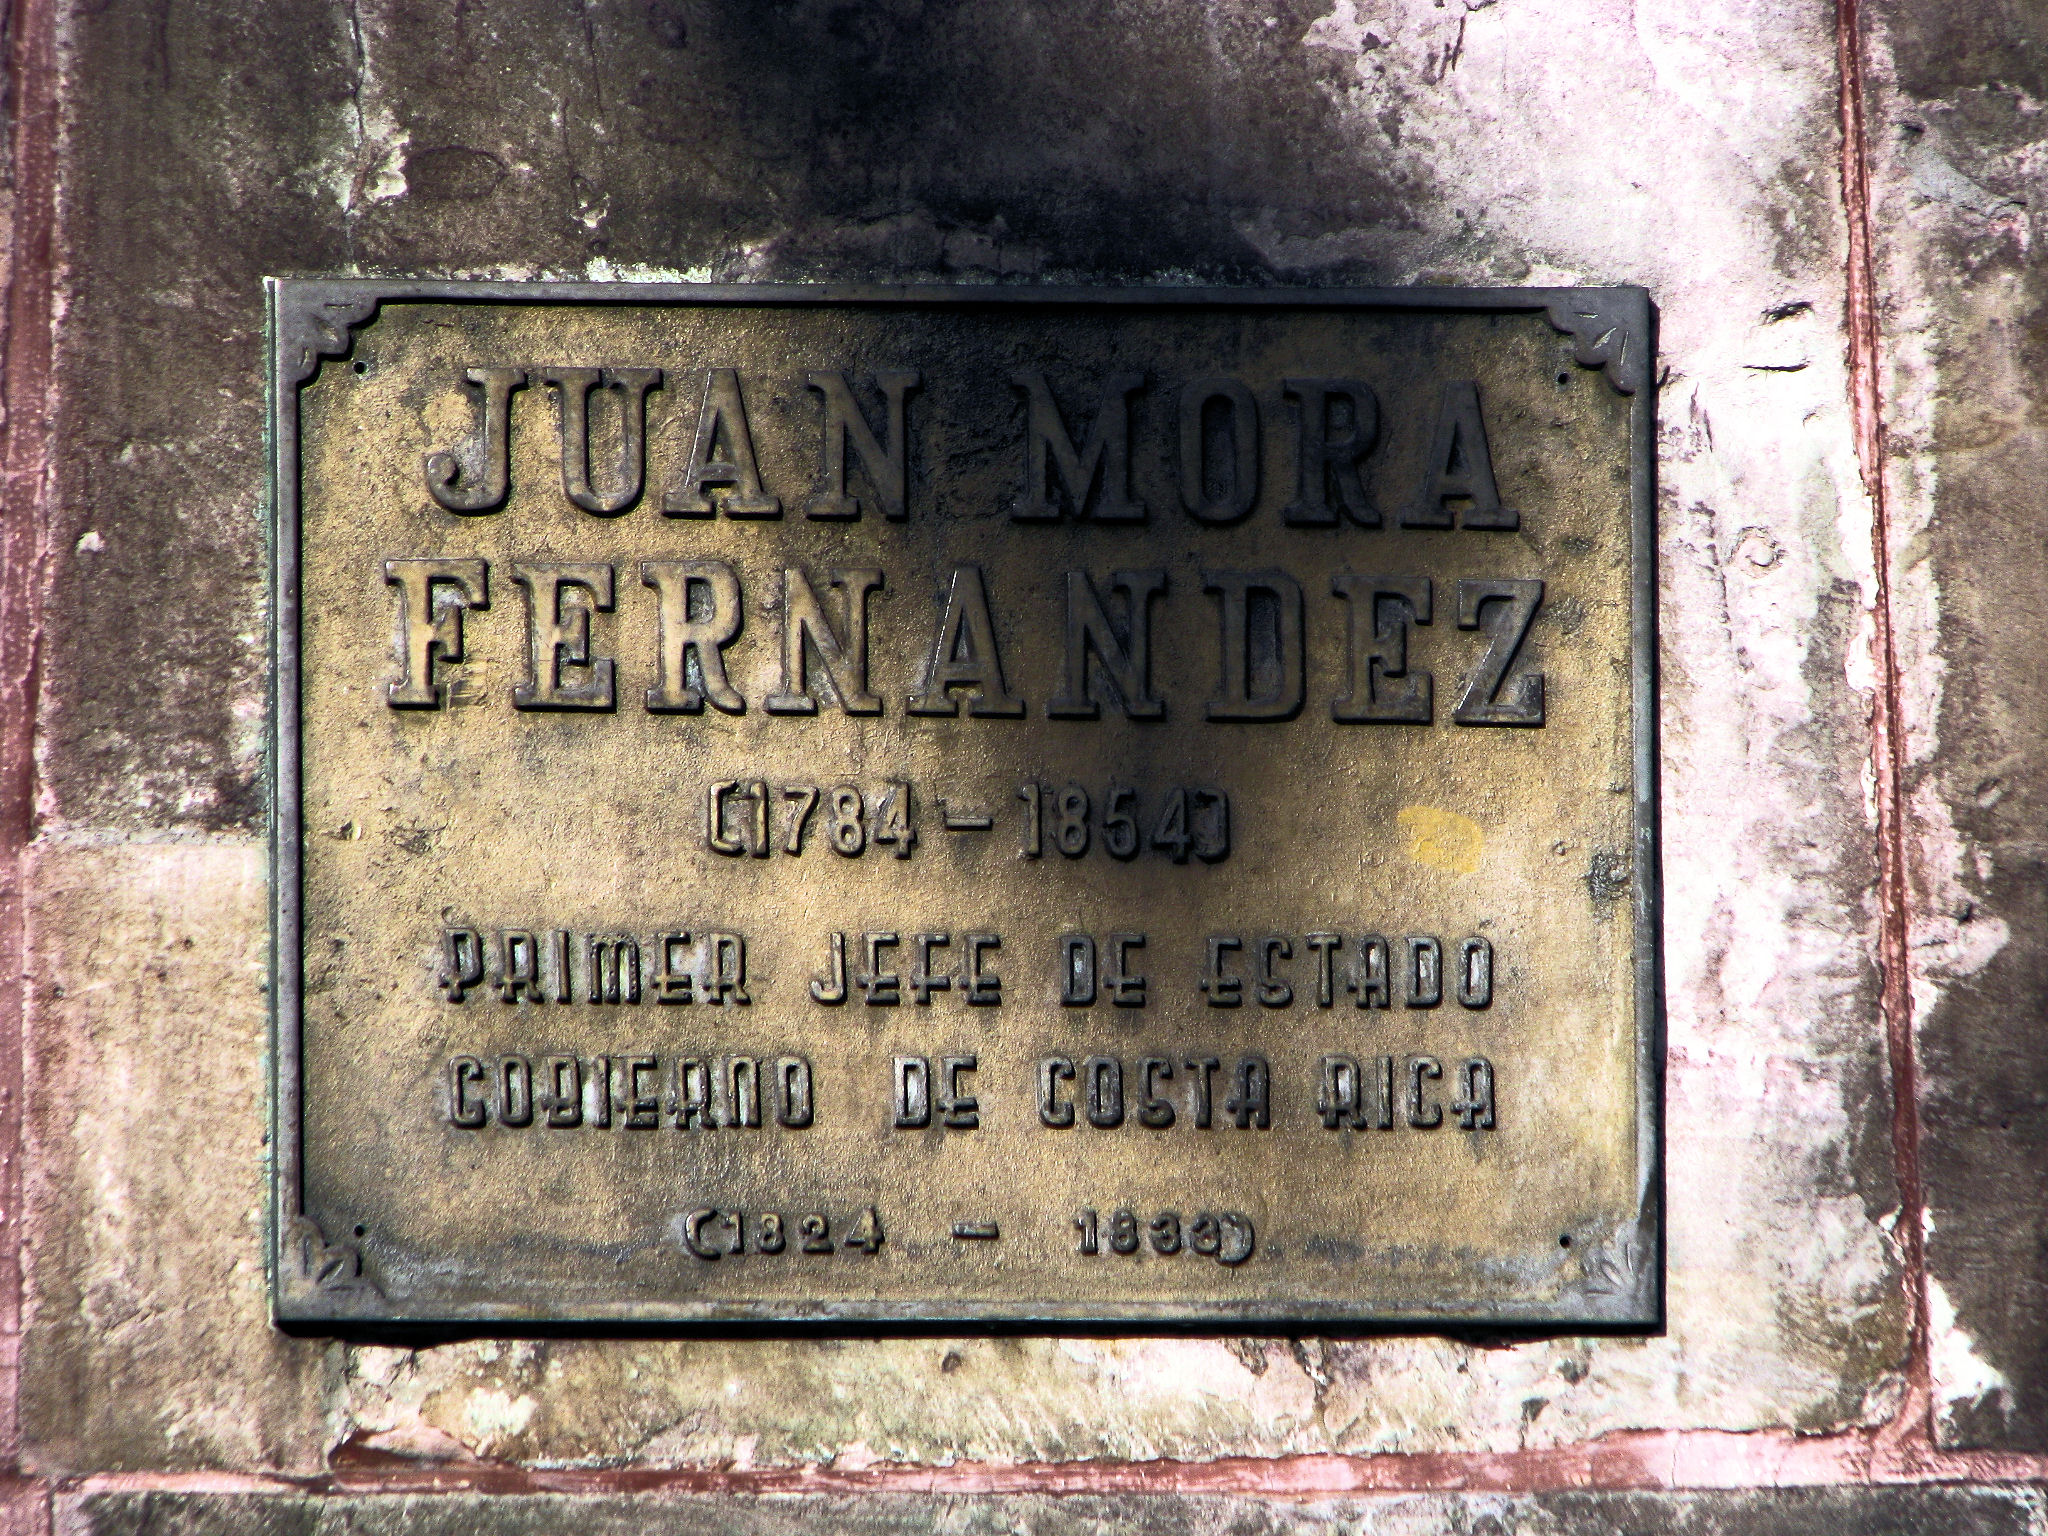 JUAN MORA
FERNANDEZ
(1784 - 1854)
PRIMER JEFE DE ESTADO
GOBIERNO DE COSTA RICA
(1824 - 1833)